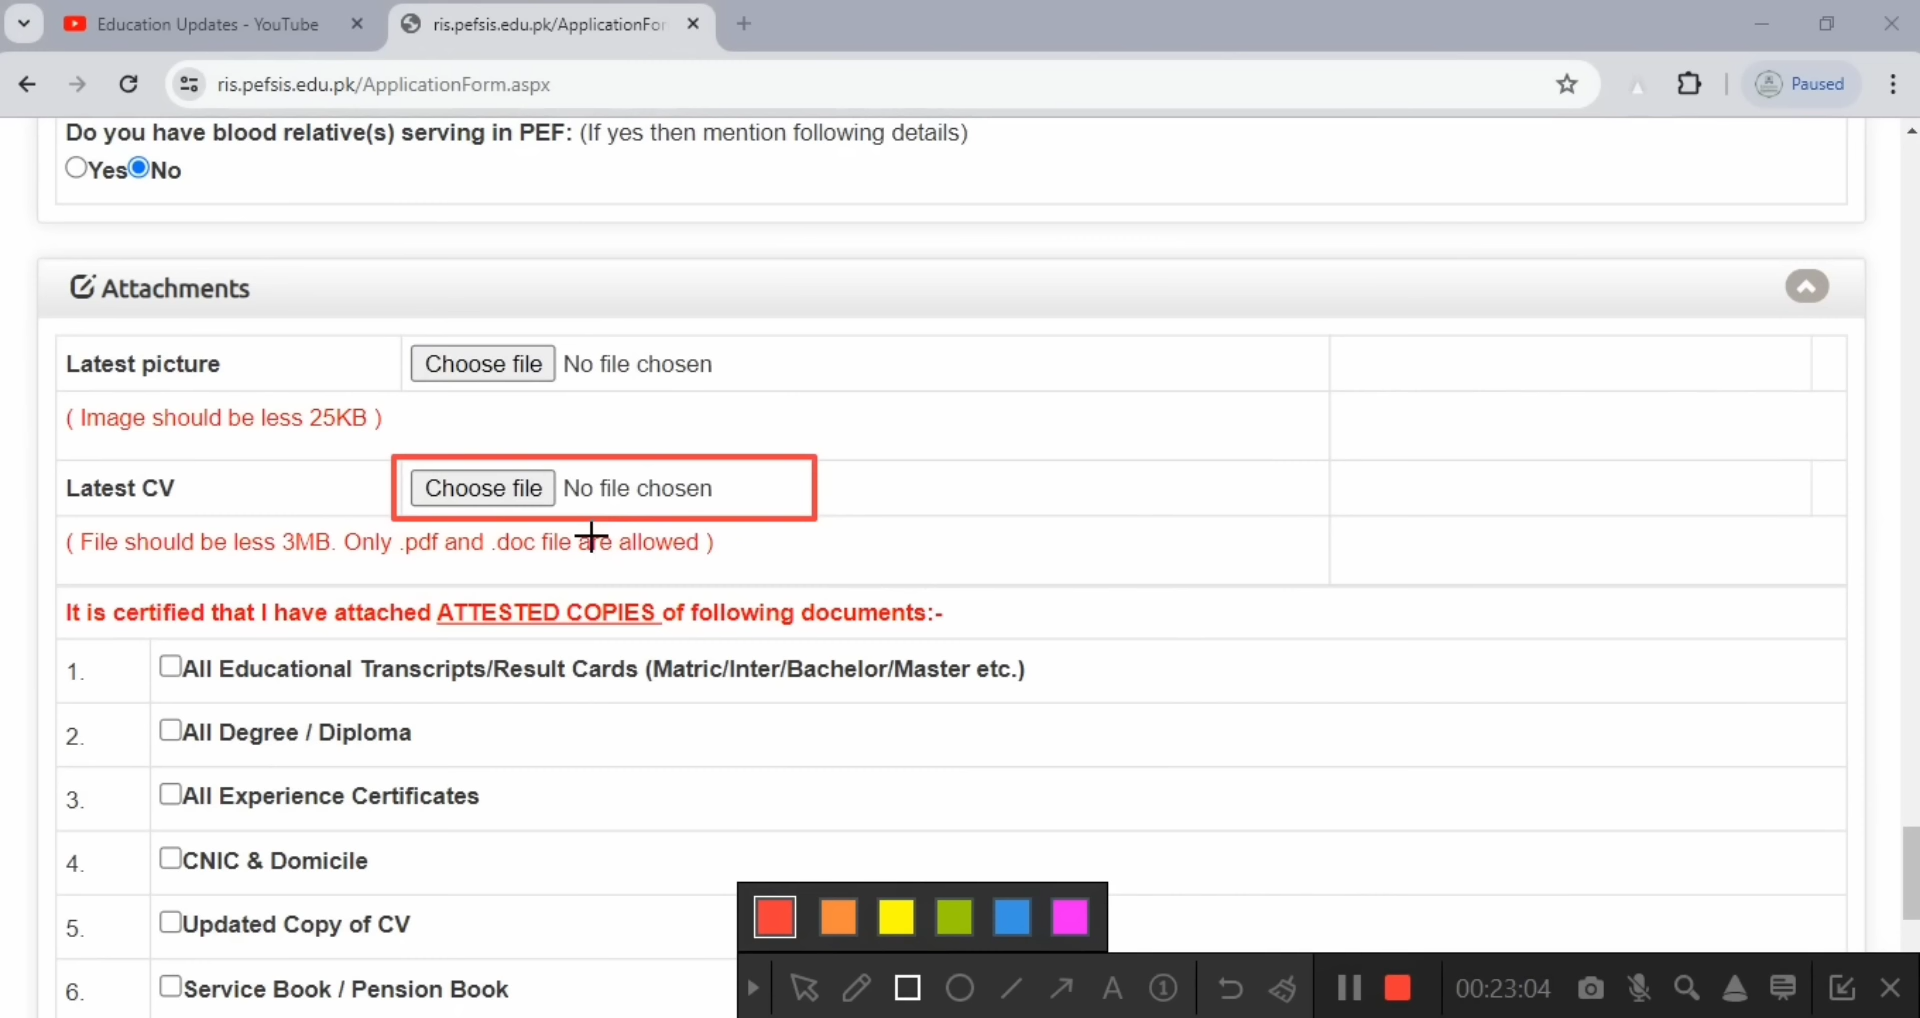 Education Updates - YouTube
ris.pefsis.edu.pk/ApplicationFor
ris.pefsis.edu.pk/ApplicationForm.aspx
Paused
Do you have blood relative(s) serving in PEF: (If yes then mention following details)
Yes No
Attachments
Latest picture Choose file No file chosen
( Image should be less 25KB )
Latest CV Choose file No file chosen
( File should be less 3MB. Only .pdf and .doc file are allowed )
It is certified that I have attached ATTESTED COPIES of following documents:-
1. All Educational Transcripts/Result Cards (Matric/Inter/Bachelor/Master etc.)
2. All Degree / Diploma
3. All Experience Certificates
4. CNIC & Domicile
5. Updated Copy of CV
6. Service Book / Pension Book
A 1 00:23:04